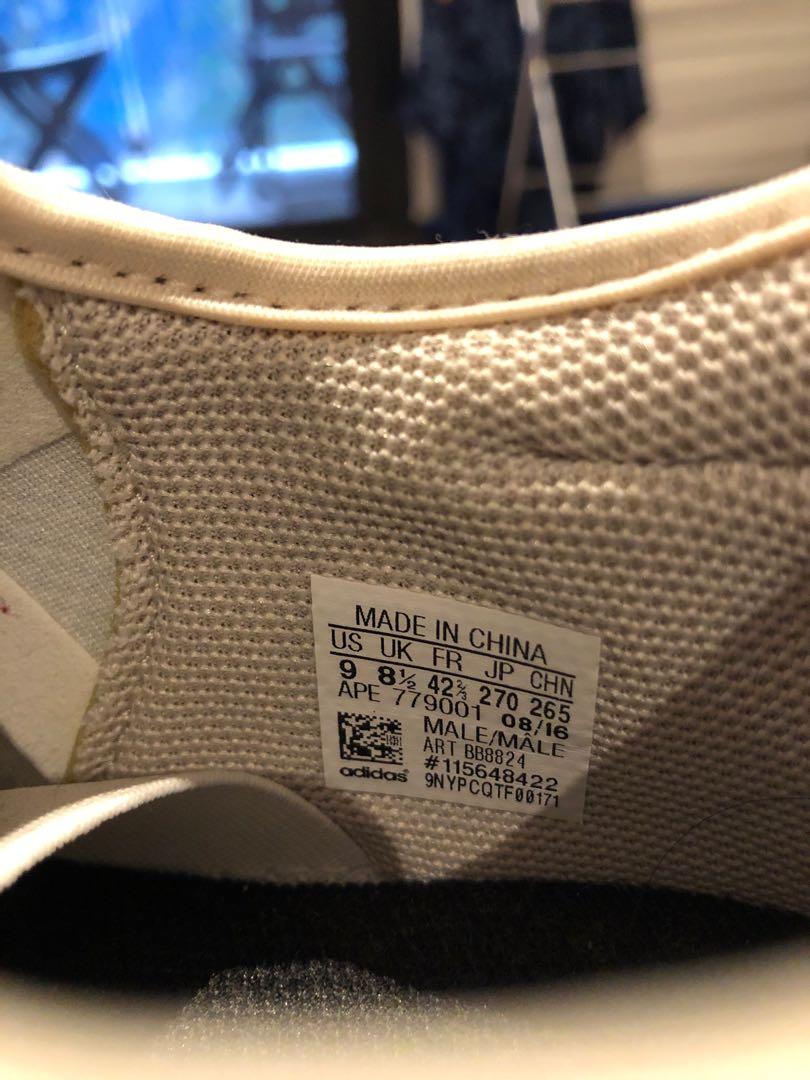 MADE IN CHINA
US UK FR JP CHN
9 8½ 42⅔ 270 265
APE 779001 08/16
MALE/MÂLE
ART BB8824
#115648422
9NYPCQTF00171
adidas